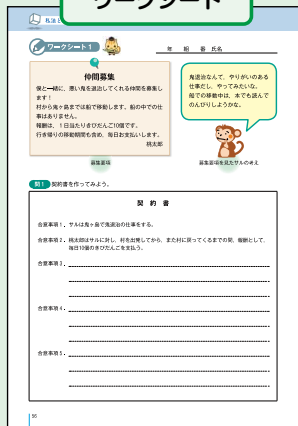 ワークシート
私法と
ワークシート1
年 組 番 氏名
仲間募集
僕と一緒に、悪い鬼を退治してくれる仲間を募集し
ます！
村から鬼ヶ島までは船で移動します。船の中での仕
事はありません。
報酬は、1日当たりきびだんご10個です。
行き帰りの移動期間も含め、毎日お支払いします。
桃太郎
募集要項
鬼退治なんて、やりがいのある
仕事だし、やってみたいな。
船での移動中は、本でも読んで
のんびりしようかな。
募集要項を見たサルの考え
問1 契約書を作ってみよう。
契 約 書
合意事項1. サルは鬼ヶ島で鬼退治の仕事をする。
合意事項2. 桃太郎はサルに対し、村を出発してから、また村に戻ってくるまでの間、報酬として、
毎日10個のきびだんごを支払う。
合意事項3.
合意事項4.
合意事項5.